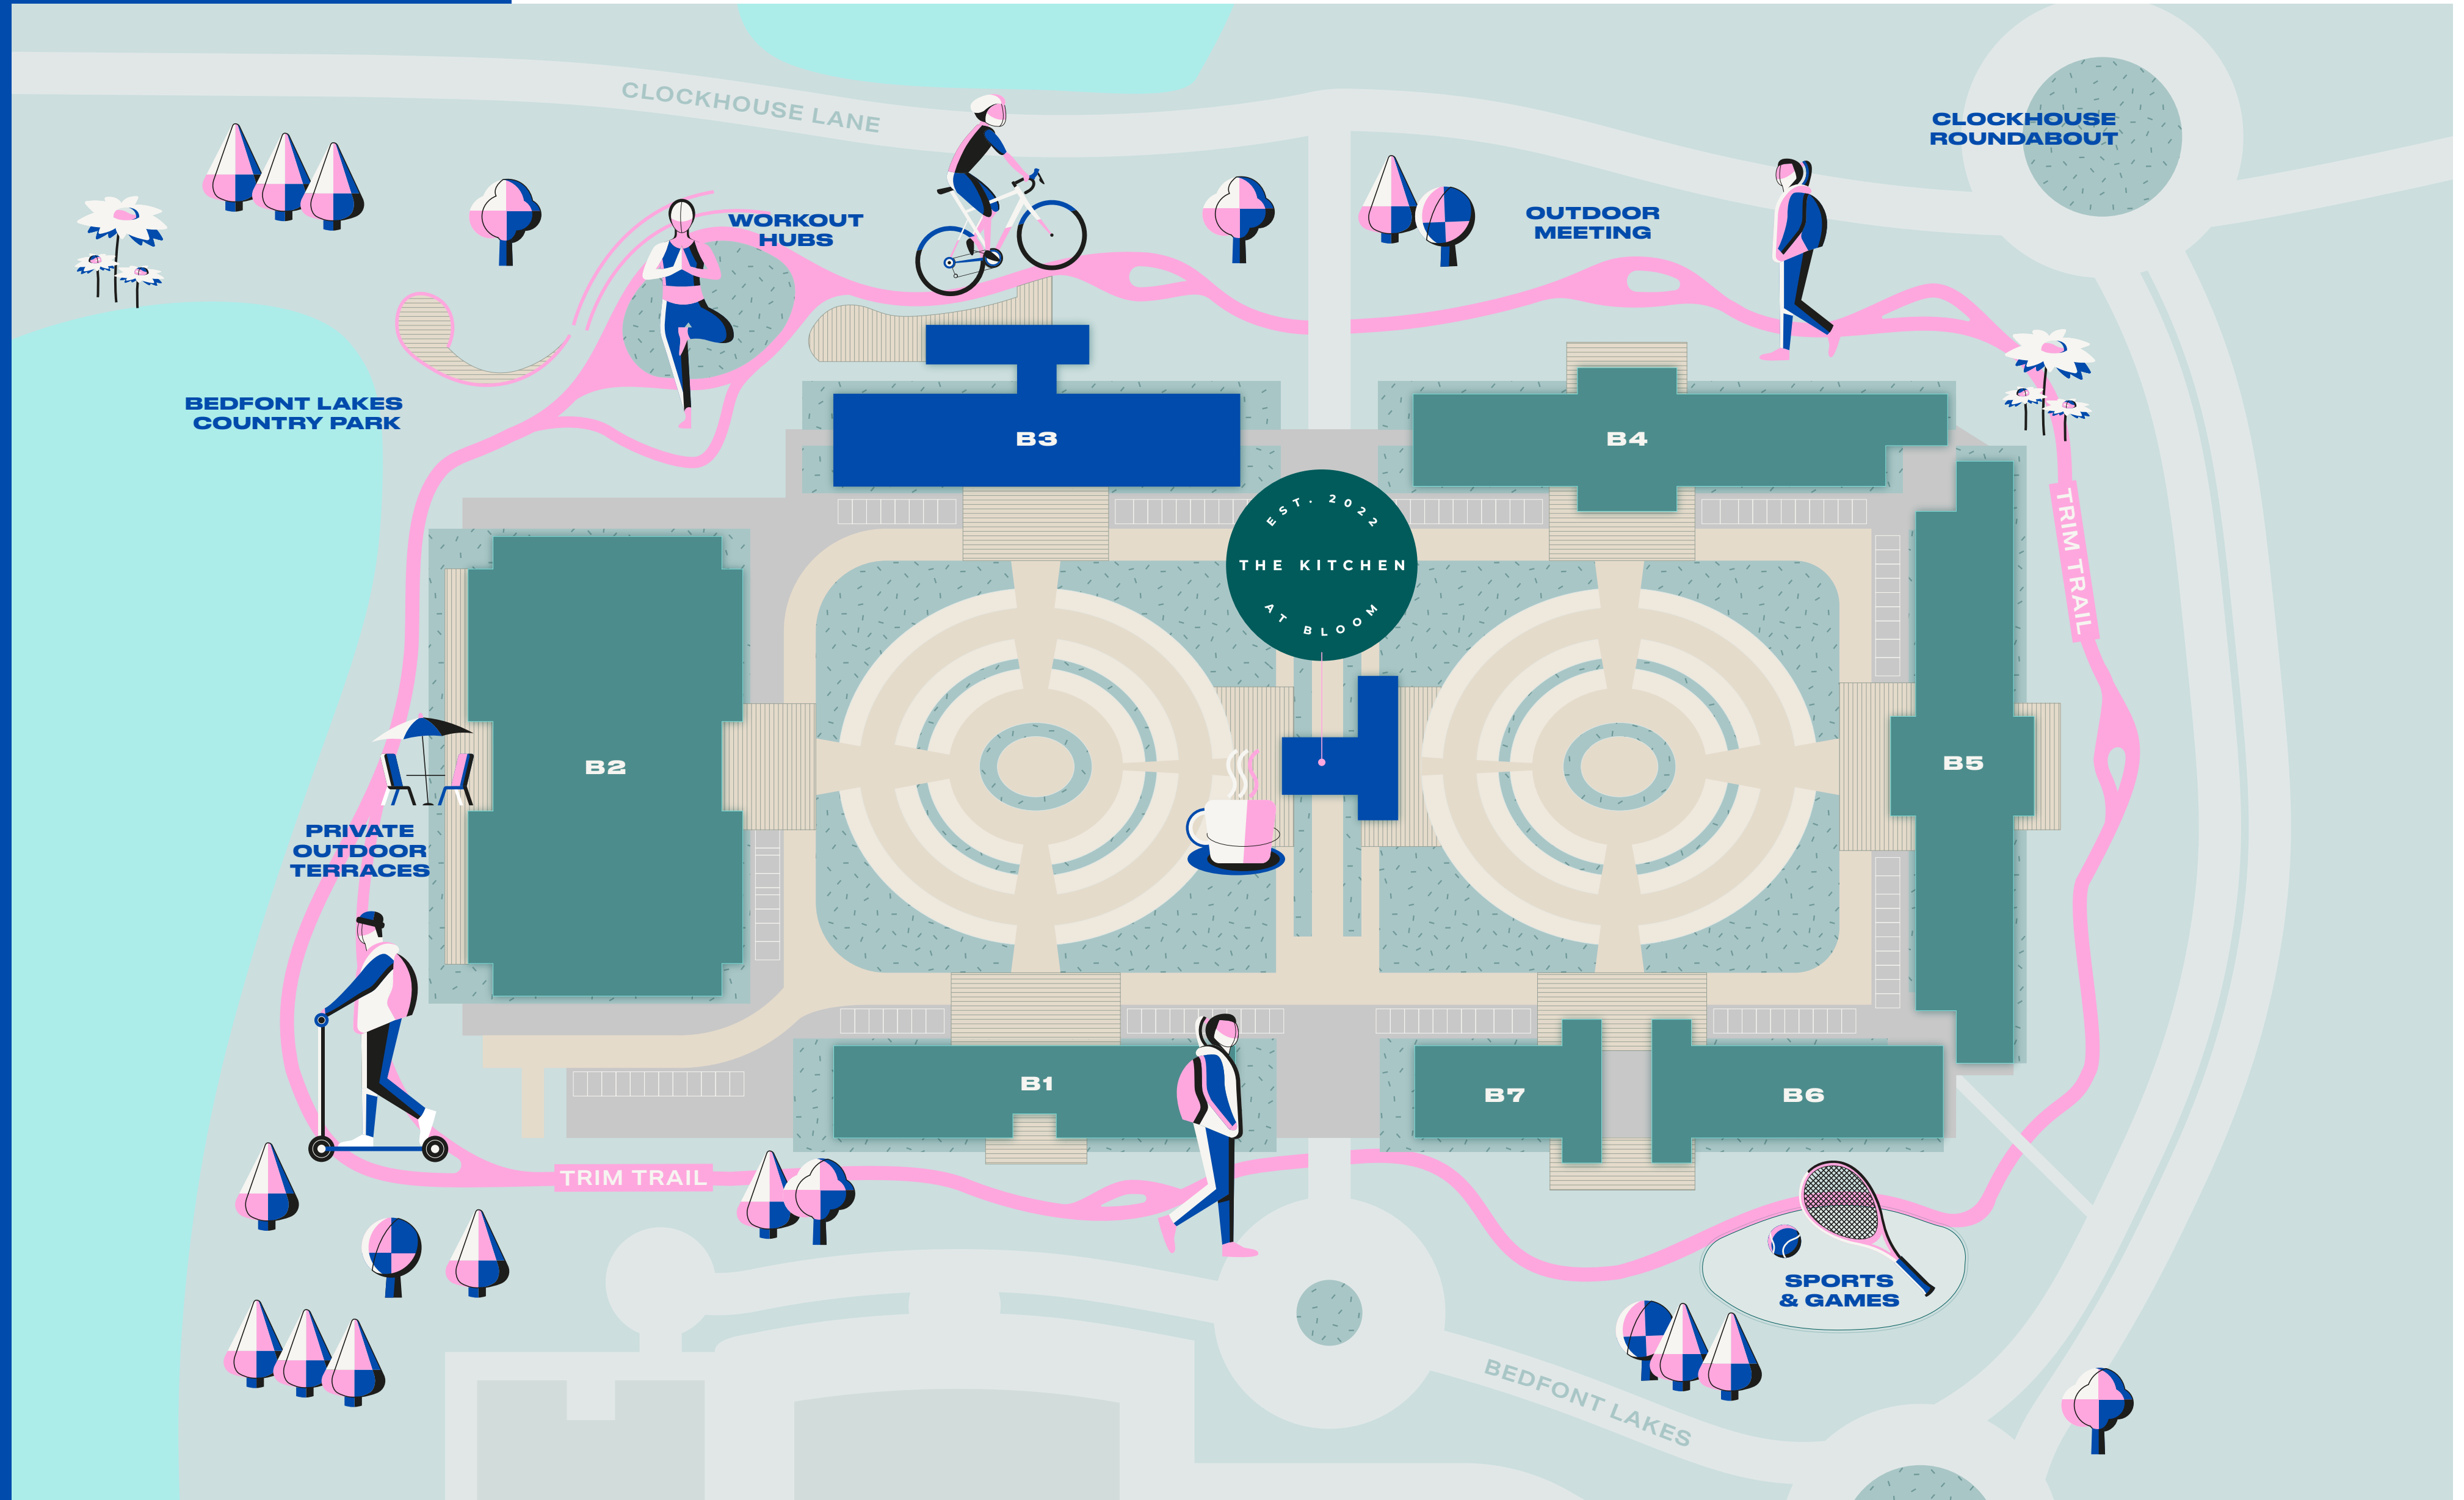 CLOCKHOUSE LANE
CLOCKHOUSE
ROUNDABOUT
WORKOUT
HUBS
OUTDOOR
MEETING
BEDFONT LAKES
COUNTRY PARK
B3
B4
EST. 2022
THE KITCHEN
AT BLOOM
TRIM TRAIL
B2
B5
PRIVATE
OUTDOOR
TERRACES
B1
B7
B6
TRIM TRAIL
SPORTS
& GAMES
BEDFONT LAKES